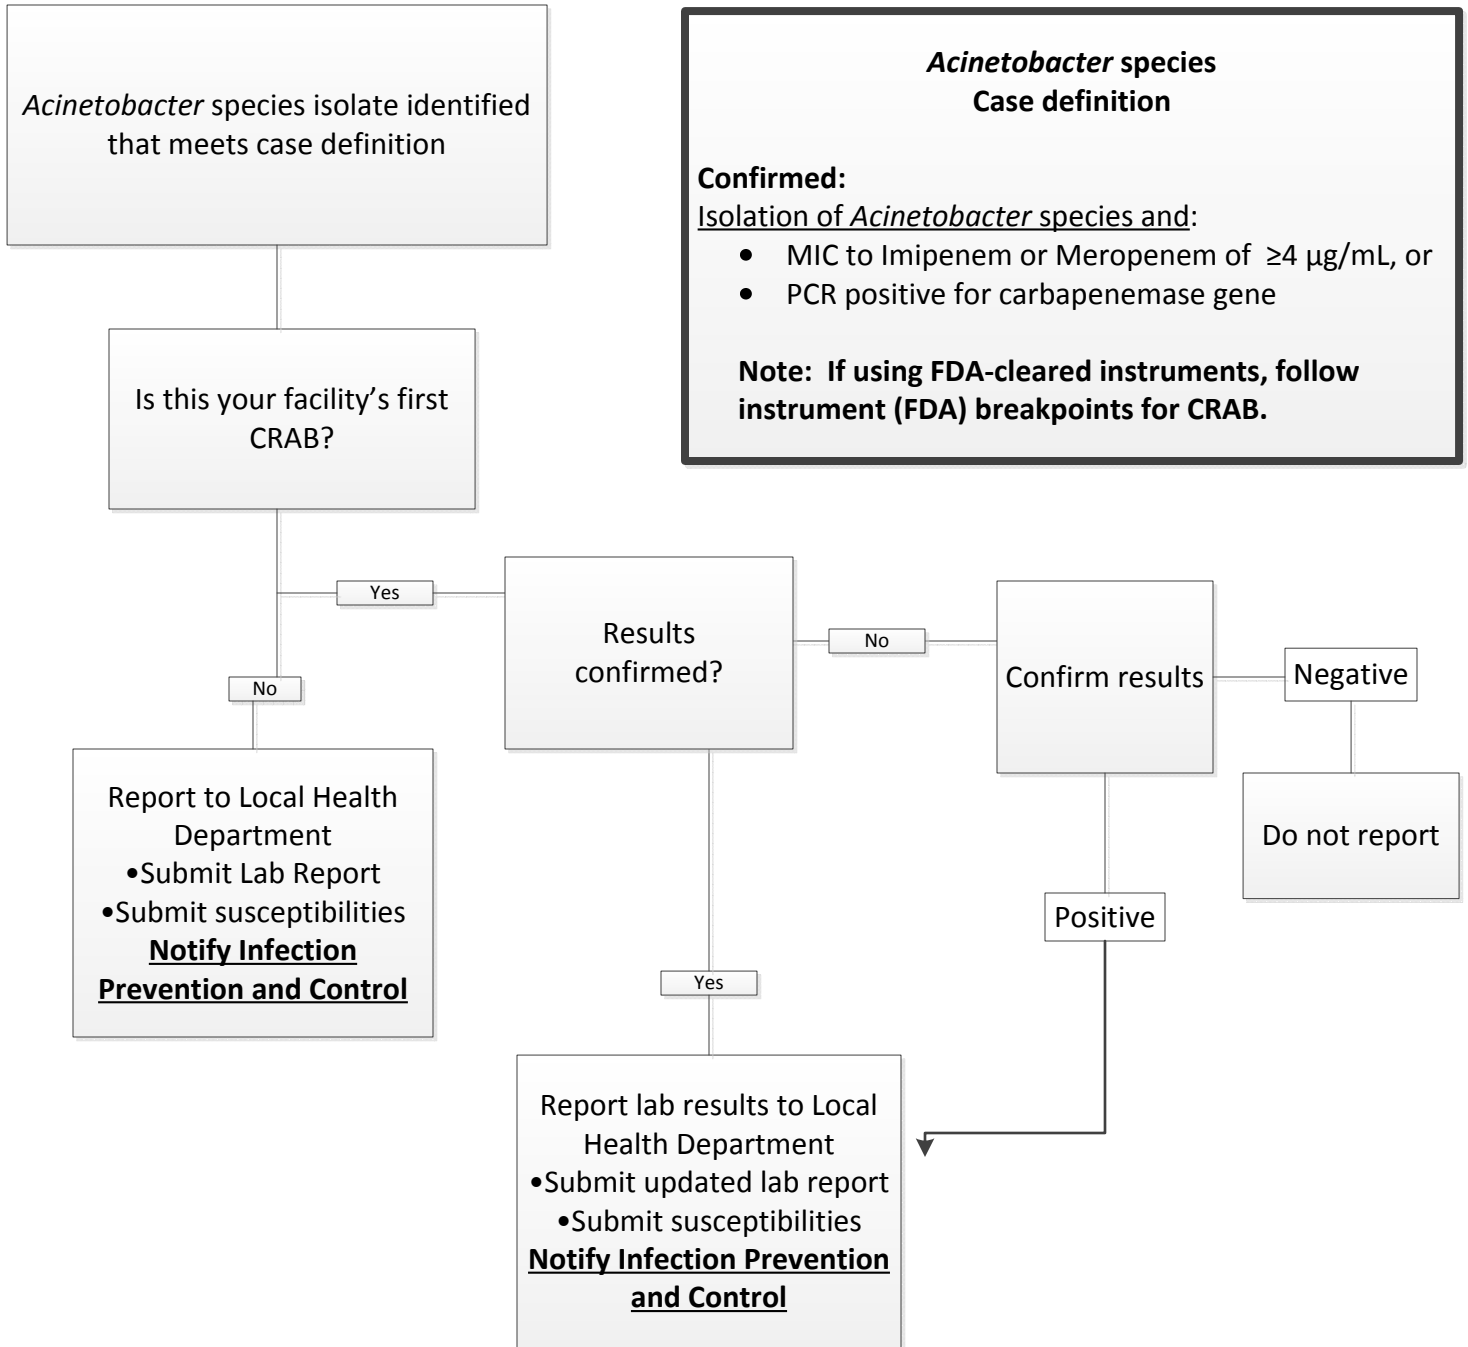 Acinetobacter species isolate identified
that meets case definition
Acinetobacter species
Case definition
Confirmed:
Isolation of Acinetobacter species and:
• MIC to Imipenem or Meropenem of ≥4 µg/mL, or
• PCR positive for carbapenemase gene
Note: If using FDA-cleared instruments, follow
instrument (FDA) breakpoints for CRAB.
Is this your facility’s first
CRAB?
Yes
No
Results
confirmed?
No
Confirm results
Negative
Do not report
Positive
Yes
Report to Local Health
Department
•Submit Lab Report
•Submit susceptibilities
Notify Infection
Prevention and Control
Report lab results to Local
Health Department
•Submit updated lab report
•Submit susceptibilities
Notify Infection Prevention
and Control